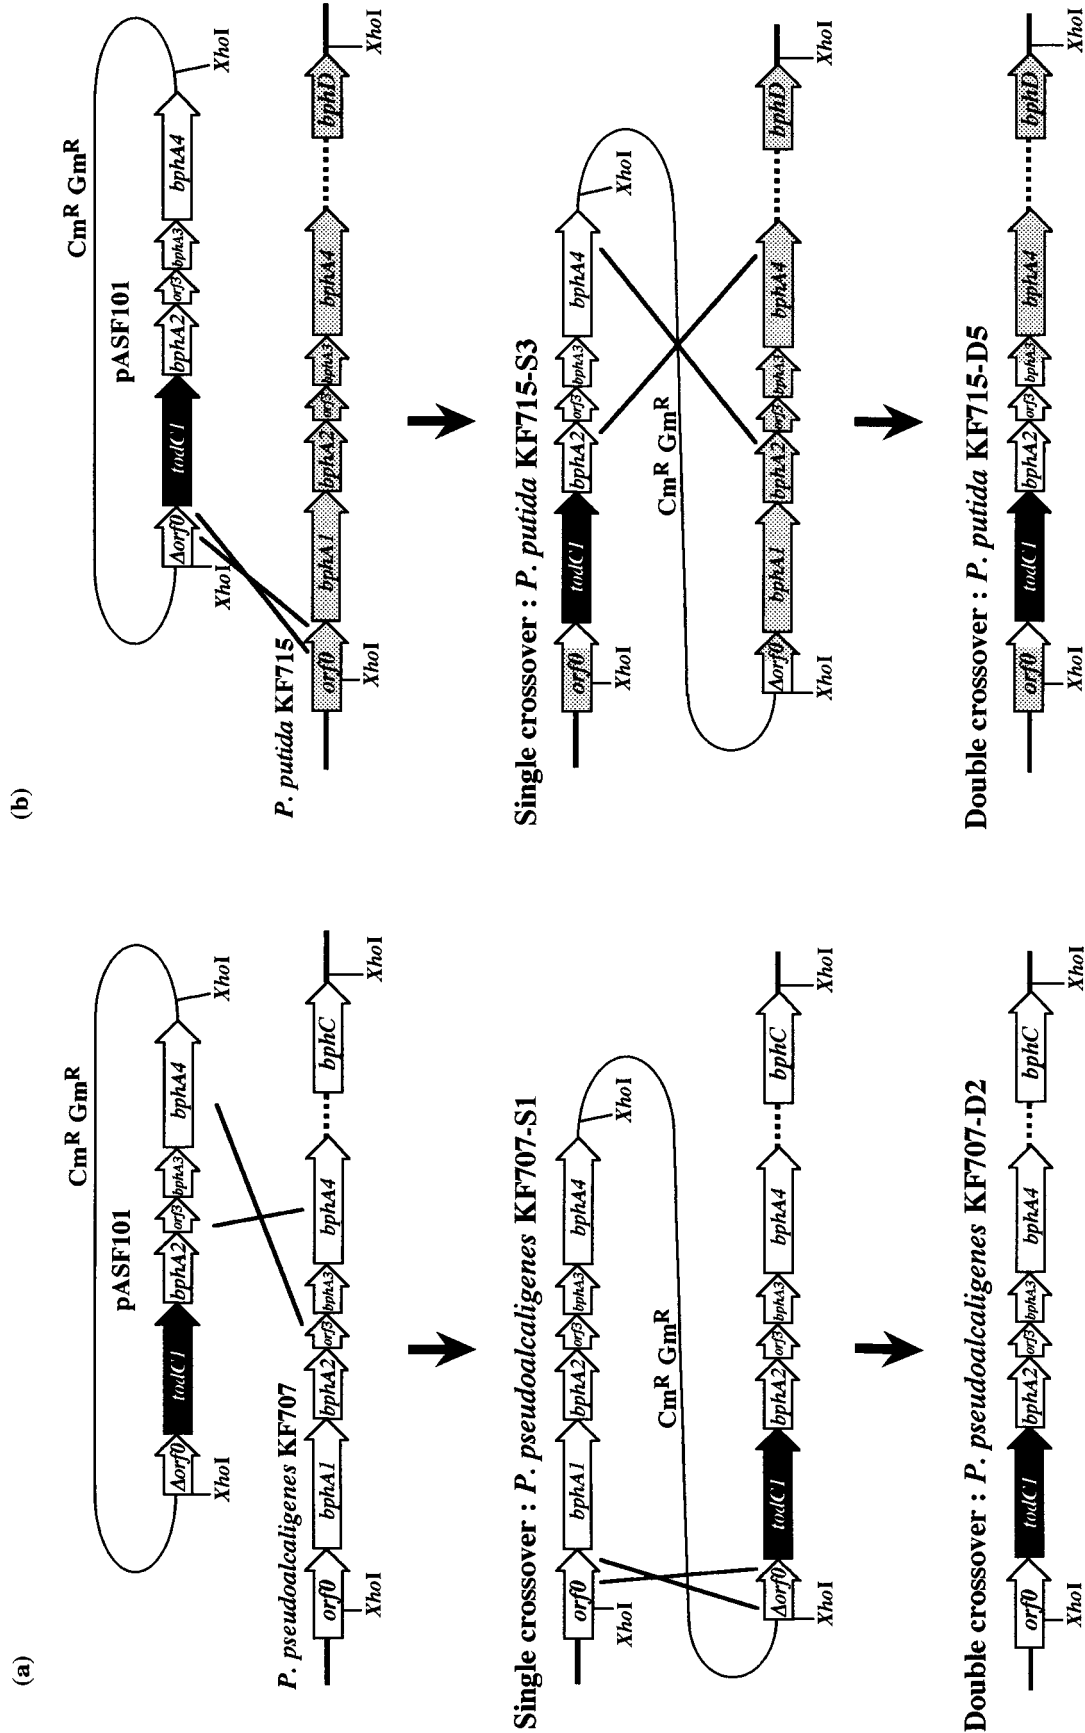 (a)
Cm^R Gm^R
pASF101
Δorf0 todC1 bphA2 orf3 bphA3 bphA4
XhoI XhoI
P. pseudoalcaligenes KF707
orf0 bphA1 bphA2 orf3 bphA3 bphA4 bphC
XhoI XhoI
Single crossover : P. pseudoalcaligenes KF707-S1
orf0 bphA1 bphA2 orf3 bphA3 bphA4
XhoI XhoI
Cm^R Gm^R
Δorf0 todC1 bphA2 orf3 bphA3 bphA4 bphC
XhoI XhoI
Double crossover : P. pseudoalcaligenes KF707-D2
orf0 todC1 bphA2 orf3 bphA3 bphA4 bphC
XhoI XhoI
(b)
Cm^R Gm^R
pASF101
Δorf0 todC1 bphA2 orf3 bphA3 bphA4
XhoI XhoI
P. putida KF715
orf0 bphA1 bphA2 orf3 bphA3 bphA4 bphD
XhoI XhoI
Single crossover : P. putida KF715-S3
orf0 todC1 bphA2 orf3 bphA3 bphA4
XhoI XhoI
Cm^R Gm^R
Δorf0 bphA1 bphA2 orf3 bphA3 bphA4 bphD
XhoI XhoI
Double crossover : P. putida KF715-D5
orf0 todC1 bphA2 orf3 bphA3 bphA4 bphD
XhoI XhoI